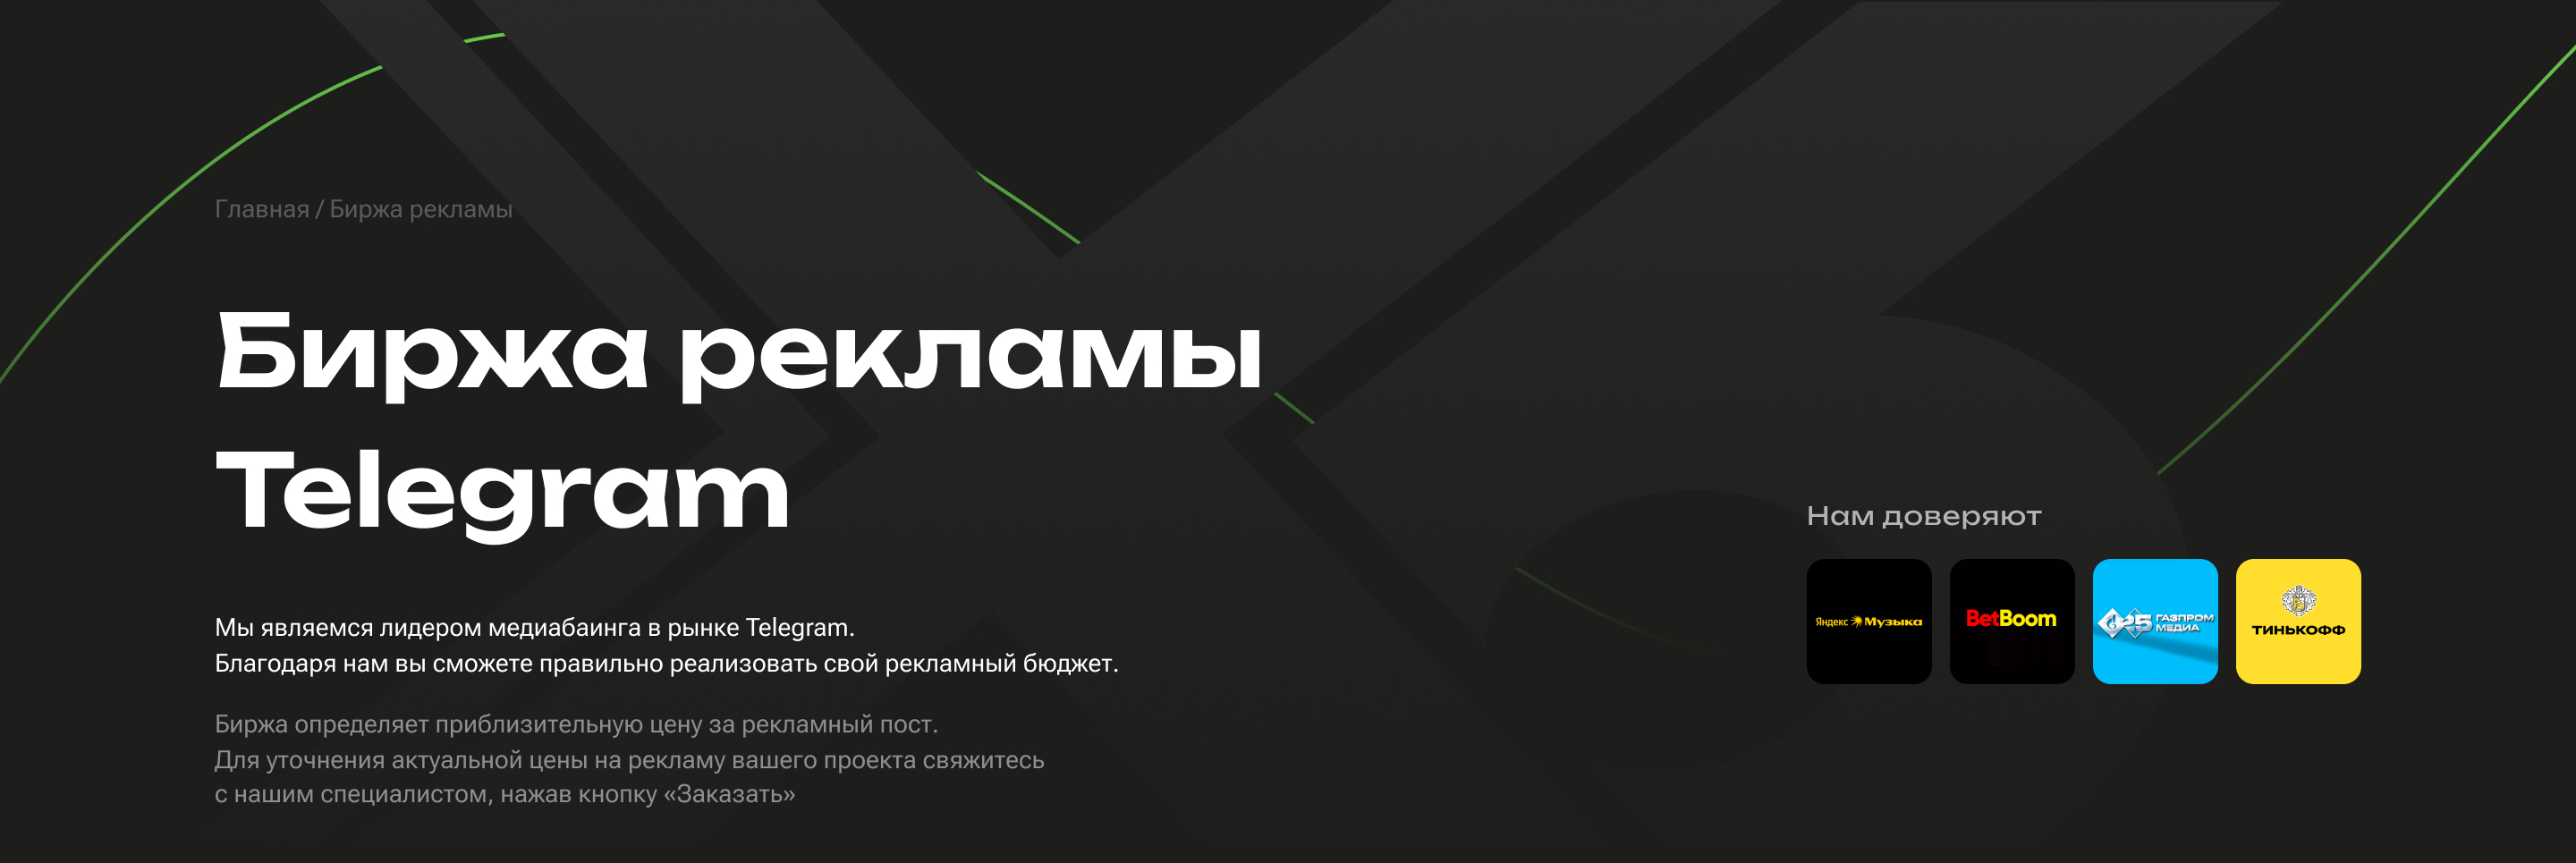 Главная / Биржа рекламы
Биржа рекламы
Telegram
Мы являемся лидером медиабаинга в рынке Telegram.
Благодаря нам вы сможете правильно реализовать свой рекламный бюджет.
Биржа определяет приблизительную цену за рекламный пост.
Для уточнения актуальной цены на рекламу вашего проекта свяжитесь
с нашим специалистом, нажав кнопку «Заказать»
Нам доверяют
Яндекс Музыка
BetBoom
25 ГАЗПРОМ
МЕДИА
ТИНЬКОФФ